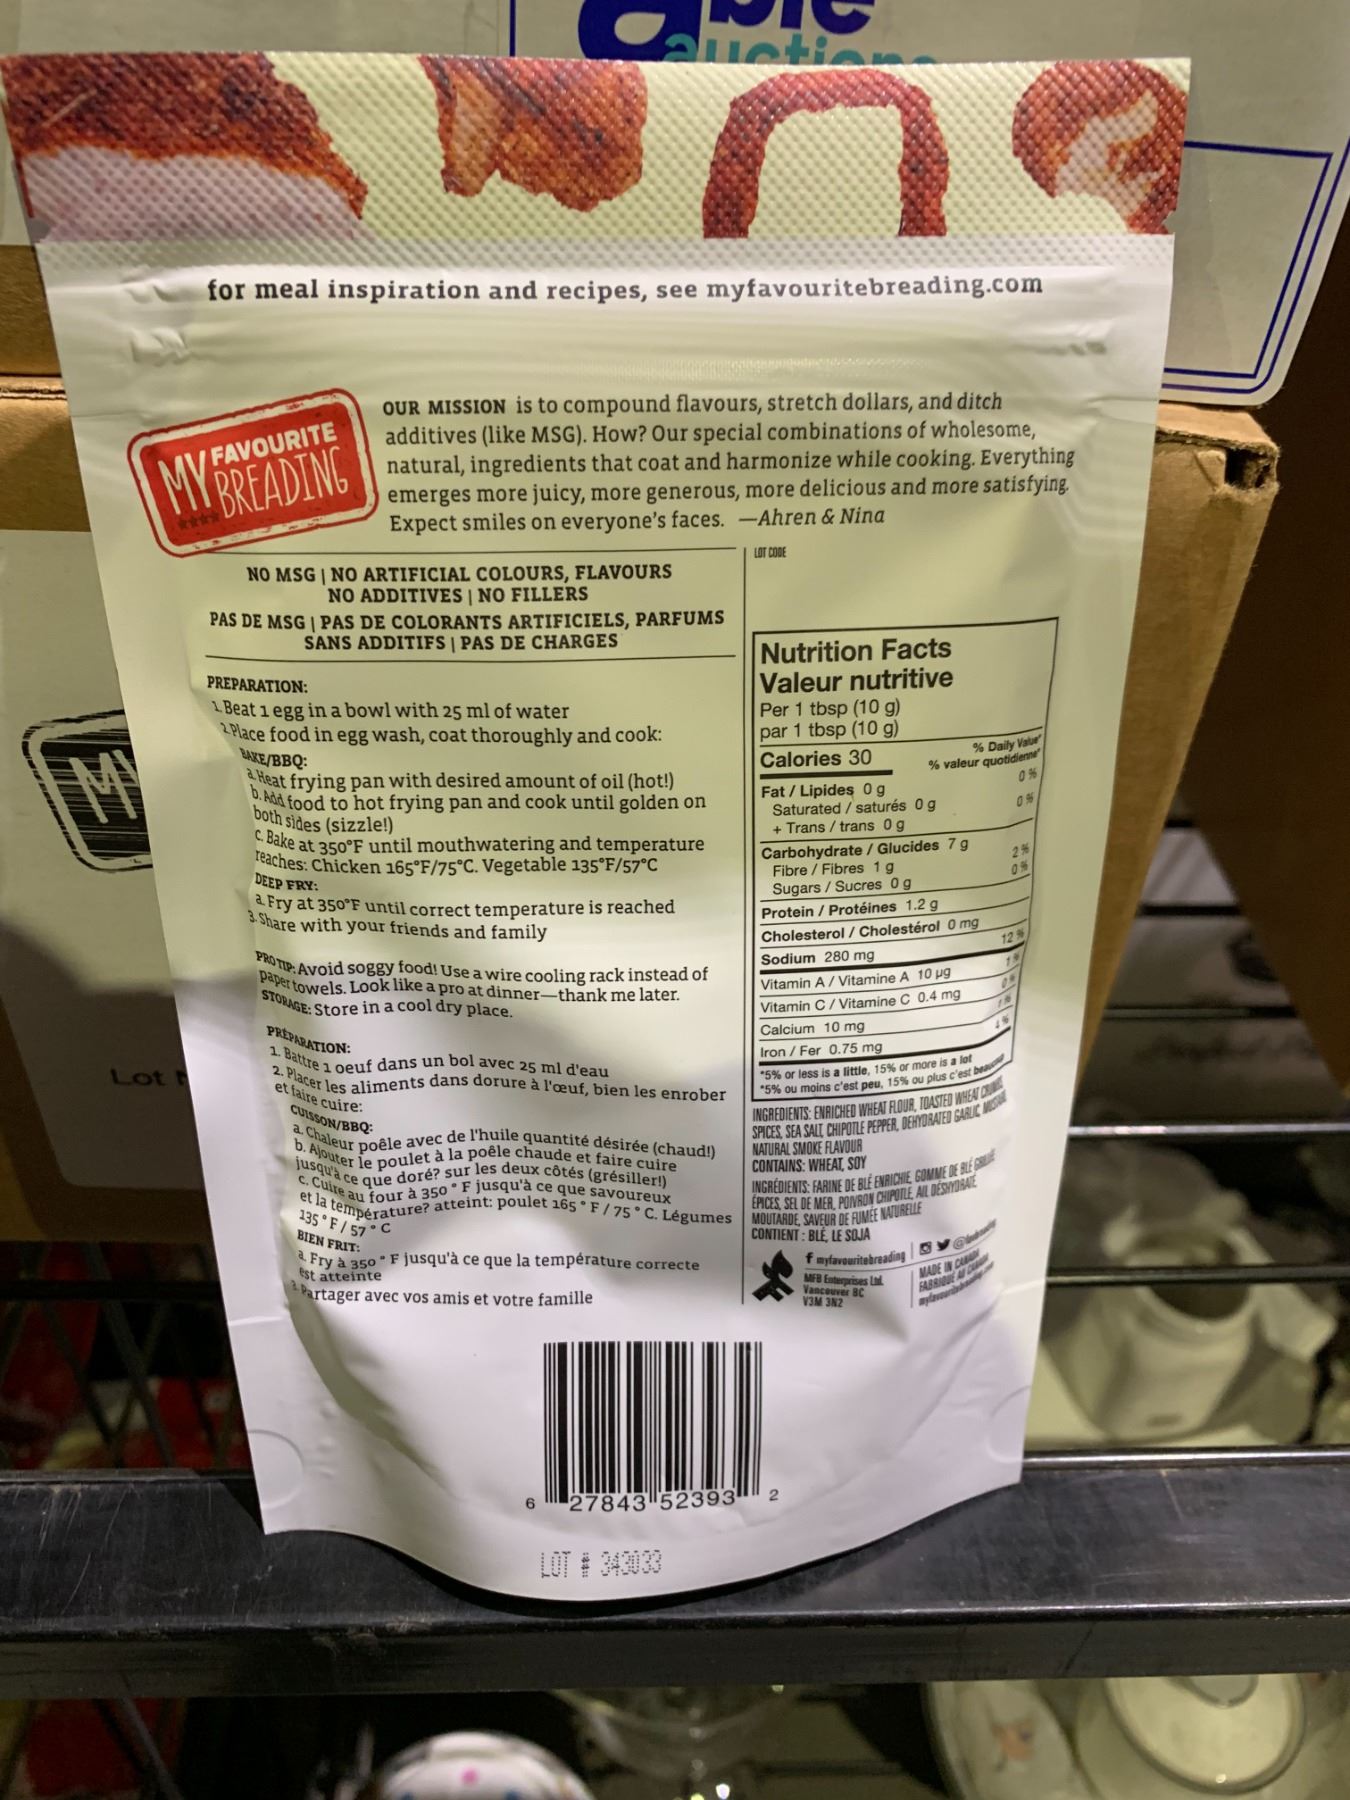 able
auctions
for meal inspiration and recipes, see myfavouritebreading.com
MY FAVOURITE
BREADING
OUR MISSION is to compound flavours, stretch dollars, and ditch
additives (like MSG). How? Our special combinations of wholesome,
natural, ingredients that coat and harmonize while cooking. Everything
emerges more juicy, more generous, more delicious and more satisfying.
Expect smiles on everyone's faces. —Ahren & Nina
NO MSG | NO ARTIFICIAL COLOURS, FLAVOURS
NO ADDITIVES | NO FILLERS
PAS DE MSG | PAS DE COLORANTS ARTIFICIELS, PARFUMS
SANS ADDITIFS | PAS DE CHARGES
PREPARATION:
1. Beat 1 egg in a bowl with 25 ml of water
2. Place food in egg wash, coat thoroughly and cook:
BAKE/BBQ:
a. Heat frying pan with desired amount of oil (hot!)
b. Add food to hot frying pan and cook until golden on
both sides (sizzle!)
c. Bake at 350°F until mouthwatering and temperature
reaches: Chicken 165°F/75°C. Vegetable 135°F/57°C
DEEP FRY:
a. Fry at 350°F until correct temperature is reached
3. Share with your friends and family
PRO TIP: Avoid soggy food! Use a wire cooling rack instead of
paper towels. Look like a pro at dinner—thank me later.
STORAGE: Store in a cool dry place.
PRÉPARATION:
1. Battre 1 oeuf dans un bol avec 25 ml d'eau
2. Placer les aliments dans dorure à l'œuf, bien les enrober
et faire cuire:
CUISSON/BBQ:
a. Chaleur poêle avec de l'huile quantité désirée (chaud!)
b. Ajouter le poulet à la poêle chaude et faire cuire
jusqu'à ce que doré? sur les deux côtés (grésiller!)
c. Cuire au four à 350 ° F jusqu'à ce que savoureux
et la température? atteint: poulet 165 ° F / 75 ° C. Légumes
135 ° F / 57 ° C
BIEN FRIT:
a. Fry à 350 ° F jusqu'à ce que la température correcte
est atteinte
3. Partager avec vos amis et votre famille
LOT CODE
Nutrition Facts
Valeur nutritive
Per 1 tbsp (10 g)
par 1 tbsp (10 g)
Calories 30
% Daily Value*
% valeur quotidienne*
Fat / Lipides 0 g 0 %
Saturated / saturés 0 g
+ Trans / trans 0 g 0 %
Carbohydrate / Glucides 7 g
Fibre / Fibres 1 g 2 %
Sugars / Sucres 0 g 0 %
Protein / Protéines 1.2 g
Cholesterol / Cholestérol 0 mg
Sodium 280 mg 12 %
Vitamin A / Vitamine A 10 µg 1 %
Vitamin C / Vitamine C 0.4 mg 0 %
Calcium 10 mg 1 %
Iron / Fer 0.75 mg 4 %
*5% or less is a little, 15% or more is a lot
*5% ou moins c'est peu, 15% ou plus c'est beaucoup
INGREDIENTS: ENRICHED WHEAT FLOUR, TOASTED WHEAT CRUMBS,
SPICES, SEA SALT, CHIPOTLE PEPPER, DEHYDRATED GARLIC, MUSTARD,
NATURAL SMOKE FLAVOUR
CONTAINS: WHEAT, SOY
INGRÉDIENTS: FARINE DE BLÉ ENRICHIE, GOMME DE BLÉ GRILLÉE
ÉPICES, SEL DE MER, POIVRON CHIPOTLE, AIL DÉSHYDRATÉ,
MOUTARDE, SAVEUR DE FUMÉE NATURELLE
CONTIENT : BLÉ, LE SOJA
f myfavouritebreading
MFB Enterprises Ltd.
Vancouver BC
V3M 3N2
MADE IN CANADA
FABRIQUÉ AU CANADA
6 27843 52393 2
LOT # 343033
MY
Lot